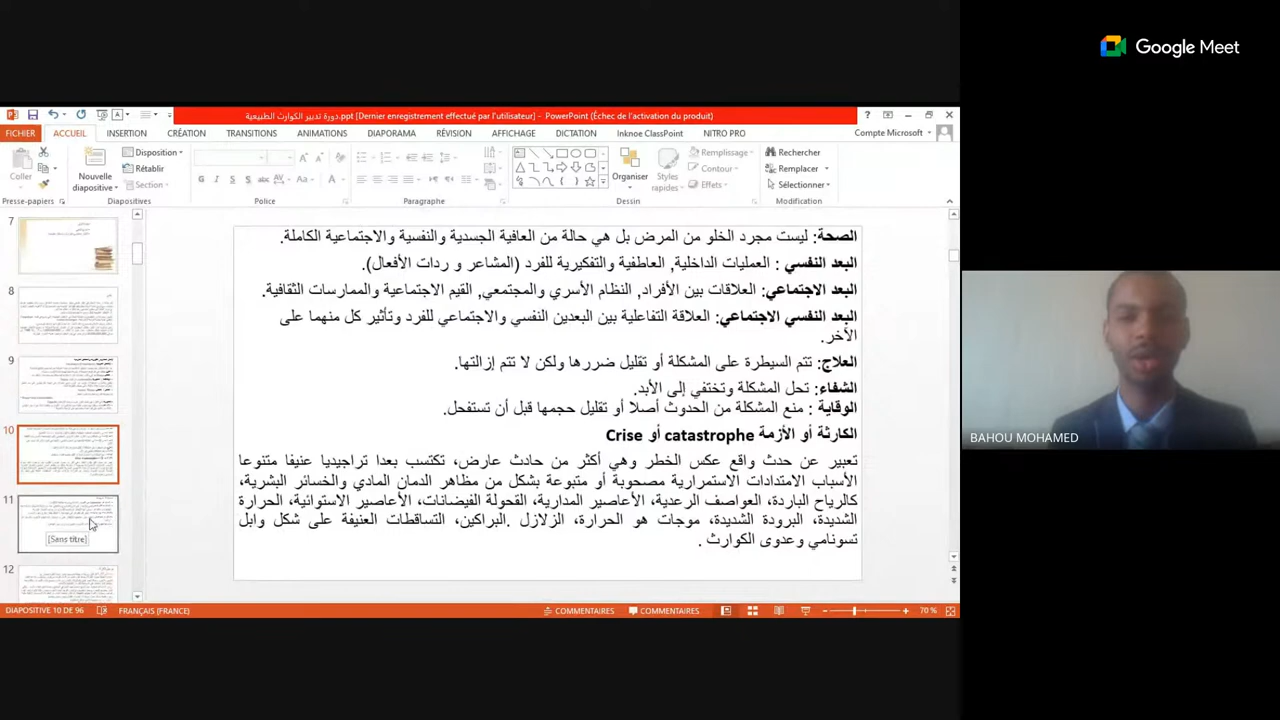 Google Meet
دورة تدبير الكوارث الطبيعية.ppt [Dernier enregistrement effectué par l'utilisateur] - PowerPoint (Échec de l'activation du produit)
FICHIER ACCUEIL INSERTION CRÉATION TRANSITIONS ANIMATIONS DIAPORAMA RÉVISION AFFICHAGE DICTATION Inknoe ClassPoint NITRO PRO Compte Microsoft
Coller
Nouvelle diapositive
Disposition
Rétablir
Section
Organiser
Styles rapides
Remplissage
Contour
Effets
Rechercher
Remplacer
Sélectionner
Presse-papiers Diapositives Police Paragraphe Dessin Modification
7
8
9
10
11
[Sans titre]
12
الصحة: ليست مجرد الخلو من المرض بل هي حالة من العافية الجسدية والنفسية والاجتماعية الكاملة.
البعد النفسي : العمليات الداخلية, العاطفية والتفكيرية للفرد (المشاعر و ردات الأفعال).
البعد الاجتماعي: العلاقات بين الأفراد, النظام الأسري والمجتمعي, القيم الاجتماعية والممارسات الثقافية.
البعد النفسي الإجتماعي: العلاقة التفاعلية بين البعدين النفسي والاجتماعي للفرد وتأثير كل منهما على
الأخر.
العلاج: تتم السيطرة على المشكلة أو تقليل ضررها ولكن لا تتم إزالتها.
الشفاء: تحل المشكلة وتختفي إلى الأبد.
الوقاية : منع المشكلة من الحدوث أصلا أو تقليل حجمها قبل أن تستفحل.
الكارثة أو الأزمة catastrophe أو Crise
تعبير عن حدث واقع عكس الخطر وهي أكثر من حادث عرضي تكتسب بعدا تراجيديا عنيفا متنوعا
الأسباب الامتدادات الاستمرارية مصحوبة أو متبوعة بشكل من مظاهر الدمان المادي والخسائر البشرية،
كالرياح الباردة، العواصف الرعدية، الأعاصير المدارية، القمعية الفيضانات، الأعاصير الاستوائية، الحرارة
الشديدة، البرودة الشديدة، موجات هو الحرارة، الزلازل .البراكين، التساقطات العنيفة على شكل وابل
تسونامي وعدوى الكوارث .
BAHOU MOHAMED
DIAPOSITIVE 10 DE 96 FRANÇAIS (FRANCE) COMMENTAIRES COMMENTAIRES 70 %